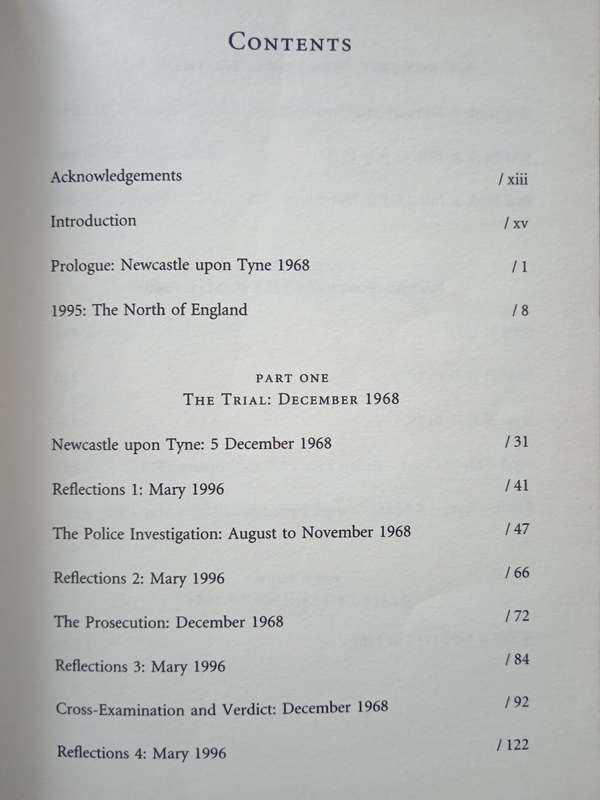 CONTENTS
Acknowledgements / xiii
Introduction / xv
Prologue: Newcastle upon Tyne 1968 / 1
1995: The North of England / 8
PART ONE
THE TRIAL: DECEMBER 1968
Newcastle upon Tyne: 5 December 1968 / 31
Reflections 1: Mary 1996 / 41
The Police Investigation: August to November 1968 / 47
Reflections 2: Mary 1996 / 66
The Prosecution: December 1968 / 72
Reflections 3: Mary 1996 / 84
Cross-Examination and Verdict: December 1968 / 92
Reflections 4: Mary 1996 / 122